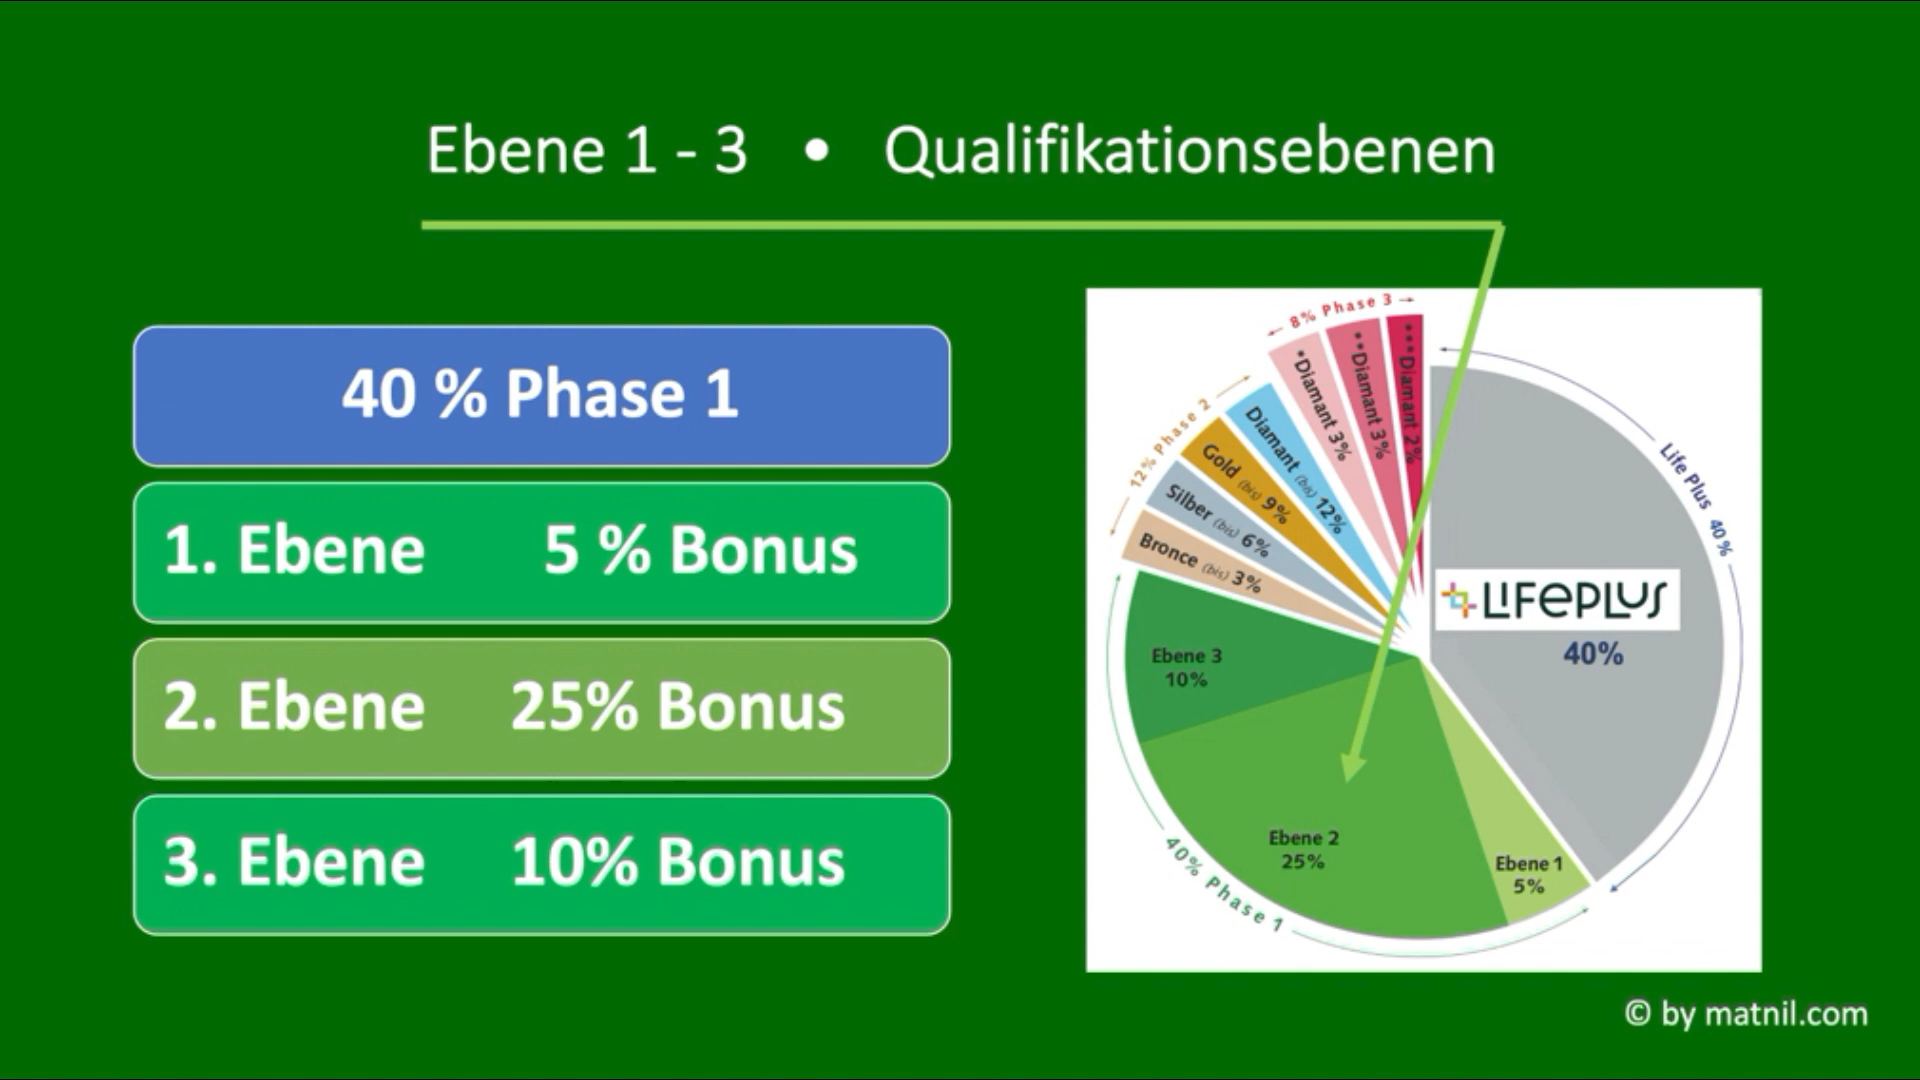 Ebene 1 - 3 • Qualifikationsebenen
40 % Phase 1
1. Ebene 5 % Bonus
2. Ebene 25% Bonus
3. Ebene 10% Bonus
8% Phase 3
*Diamant 3%
**Diamant 3%
***Diamant 2%
12% Phase 2
Diamant (bis) 12%
Gold (bis) 9%
Silber (bis) 6%
Bronce (bis) 3%
Life Plus 40 %
LIFEPLUS
40%
Ebene 3
10%
Ebene 2
25%
Ebene 1
5%
40% Phase 1
© by matnil.com